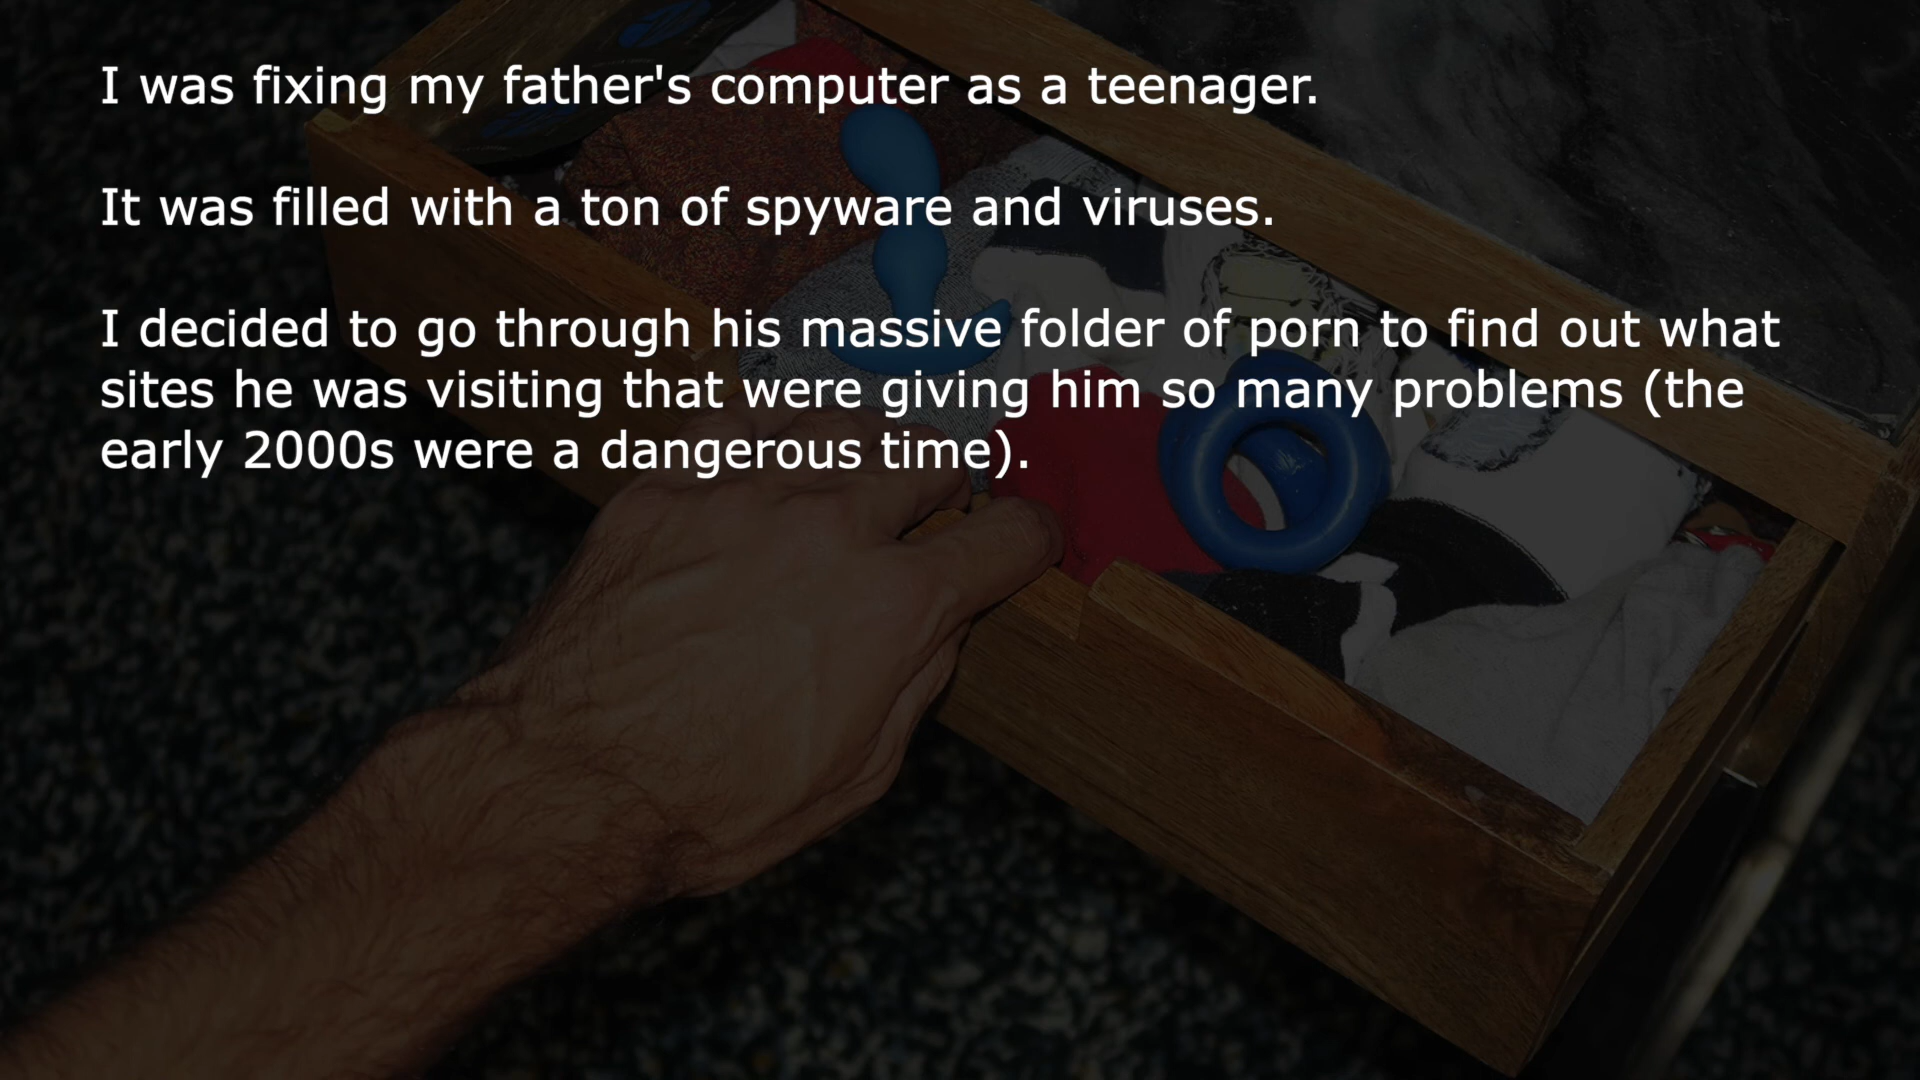 I was fixing my father's computer as a teenager.
It was filled with a ton of spyware and viruses.
I decided to go through his massive folder of porn to find out what
sites he was visiting that were giving him so many problems (the
early 2000s were a dangerous time).